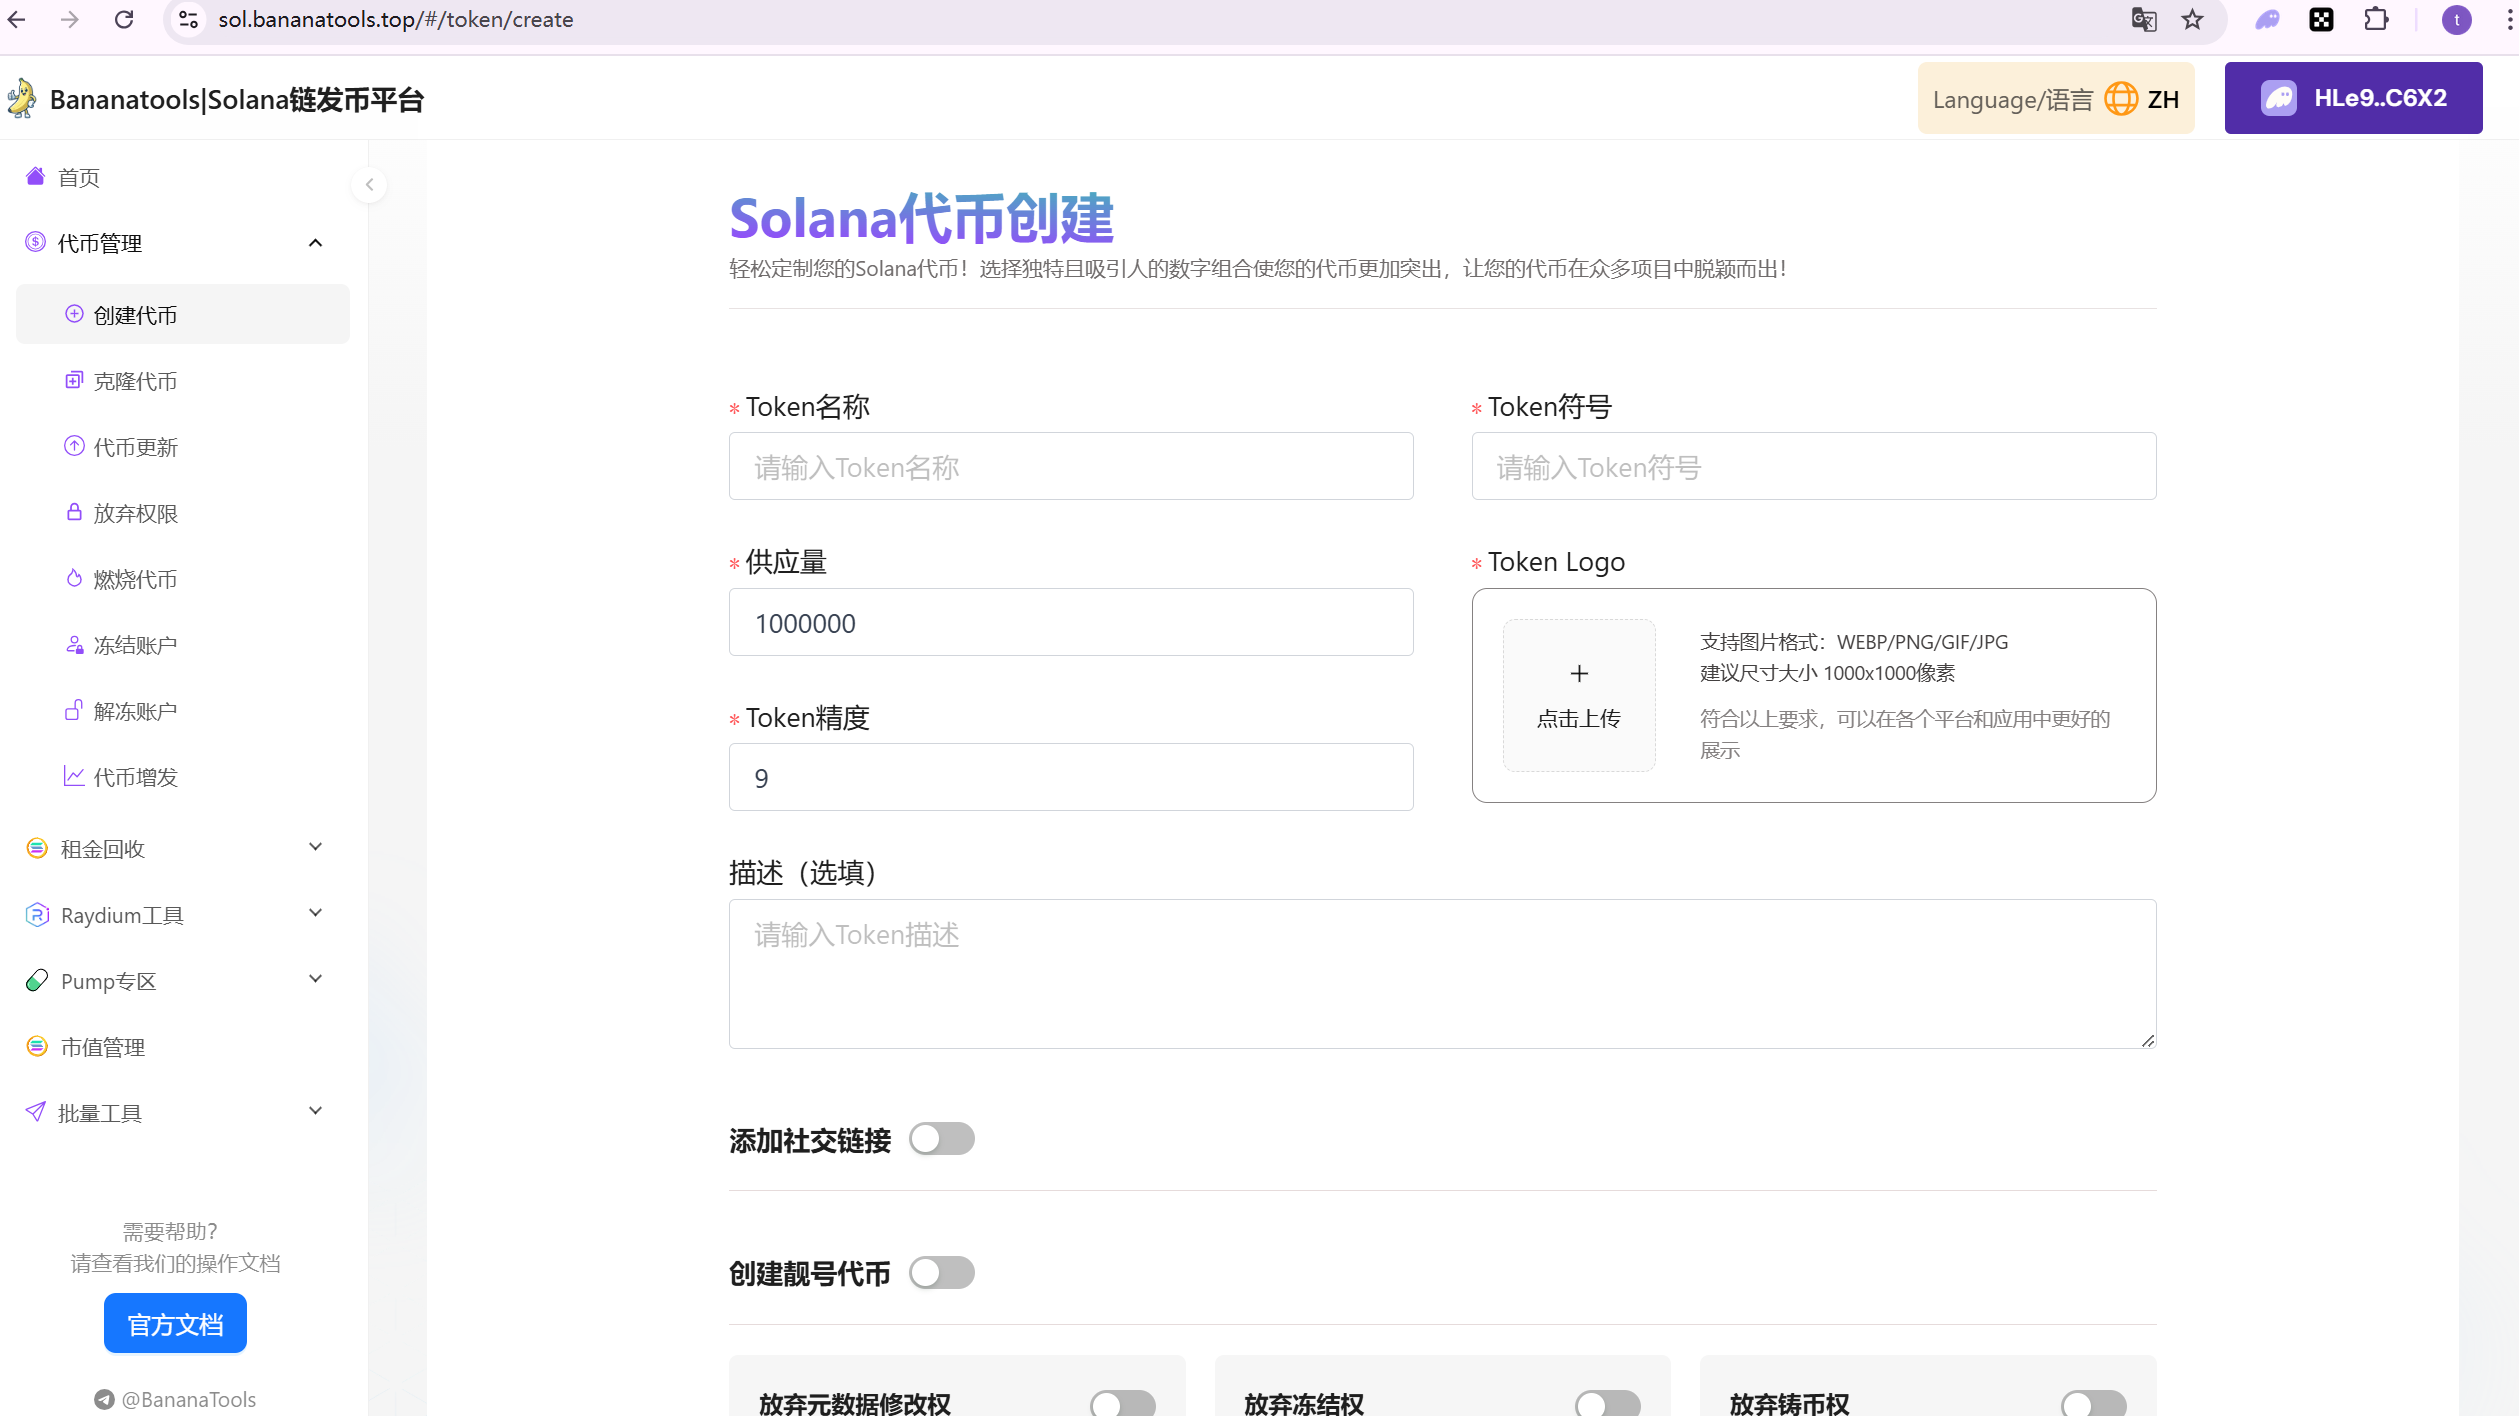 sol.bananatools.top/#/token/create
t
Bananatools|Solana链发币平台
Language/语言 ZH
HLe9..C6X2
首页
代币管理
创建代币
克隆代币
代币更新
放弃权限
燃烧代币
冻结账户
解冻账户
代币增发
租金回收
Raydium工具
Pump专区
市值管理
批量工具
需要帮助?
请查看我们的操作文档
官方文档
@BananaTools
Solana代币创建
轻松定制您的Solana代币！选择独特且吸引人的数字组合使您的代币更加突出，让您的代币在众多项目中脱颖而出！
* Token名称
请输入Token名称
* Token符号
请输入Token符号
* 供应量
1000000
* Token Logo
+
点击上传
支持图片格式：WEBP/PNG/GIF/JPG
建议尺寸大小 1000x1000像素
符合以上要求，可以在各个平台和应用中更好的
展示
* Token精度
9
描述（选填）
请输入Token描述
添加社交链接
创建靓号代币
放弃元数据修改权
放弃冻结权
放弃铸币权